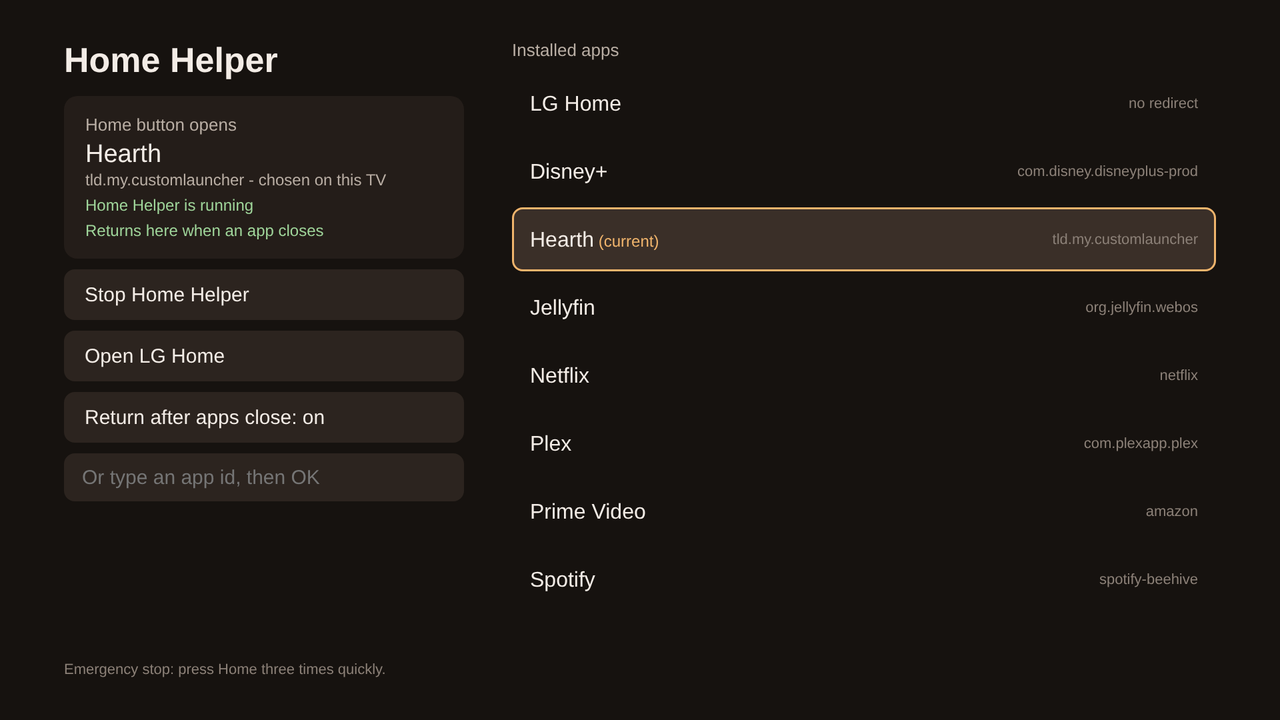 Home Helper
Home button opens
Hearth
tld.my.customlauncher - chosen on this TV
Home Helper is running
Returns here when an app closes
Stop Home Helper
Open LG Home
Return after apps close: on
Or type an app id, then OK
Emergency stop: press Home three times quickly.
Installed apps
LG Home no redirect
Disney+ com.disney.disneyplus-prod
Hearth (current) tld.my.customlauncher
Jellyfin org.jellyfin.webos
Netflix netflix
Plex com.plexapp.plex
Prime Video amazon
Spotify spotify-beehive